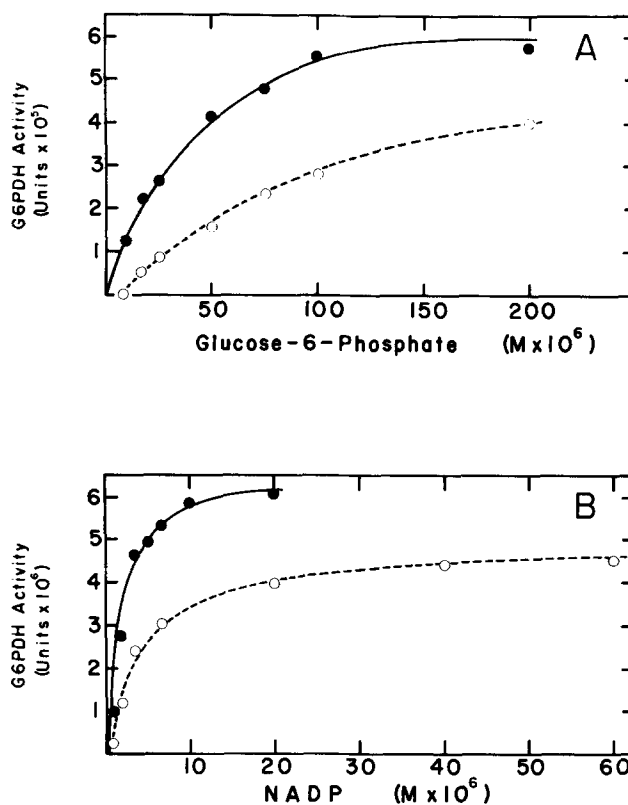 A
G6PDH Activity
(Units x 10⁵)
6
5
4
3
2
1
50 100 150 200
Glucose-6-Phosphate (M x 10⁶)
B
G6PDH Activity
(Units x 10⁶)
6
5
4
3
2
1
10 20 30 40 50 60
NADP (M x 10⁶)